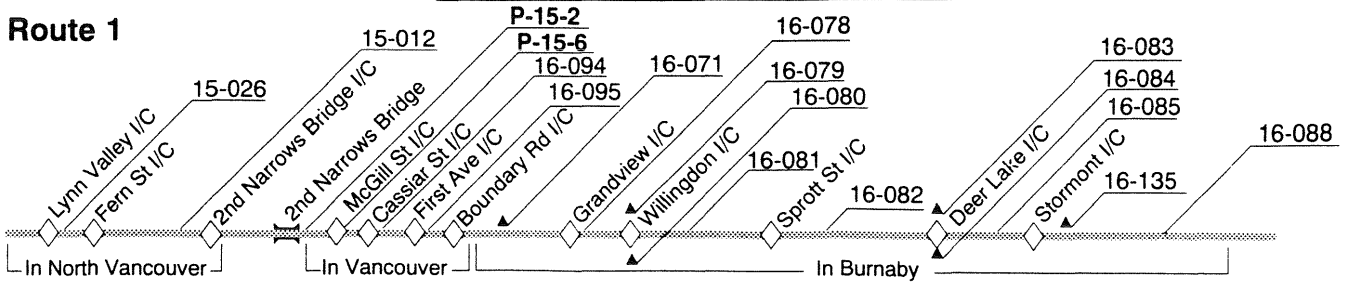 Route 1
15-026
15-012
P-15-2
P-15-6
16-094
16-095
16-071
16-078
16-079
16-080
16-081
16-082
16-083
16-084
16-085
16-135
16-088
Lynn Valley I/C
Fern St I/C
2nd Narrows Bridge I/C
2nd Narrows Bridge
McGill St I/C
Cassiar St I/C
First Ave I/C
Boundary Rd I/C
Grandview I/C
Willingdon I/C
Sprott St I/C
Deer Lake I/C
Stormont I/C
In North Vancouver
In Vancouver
In Burnaby